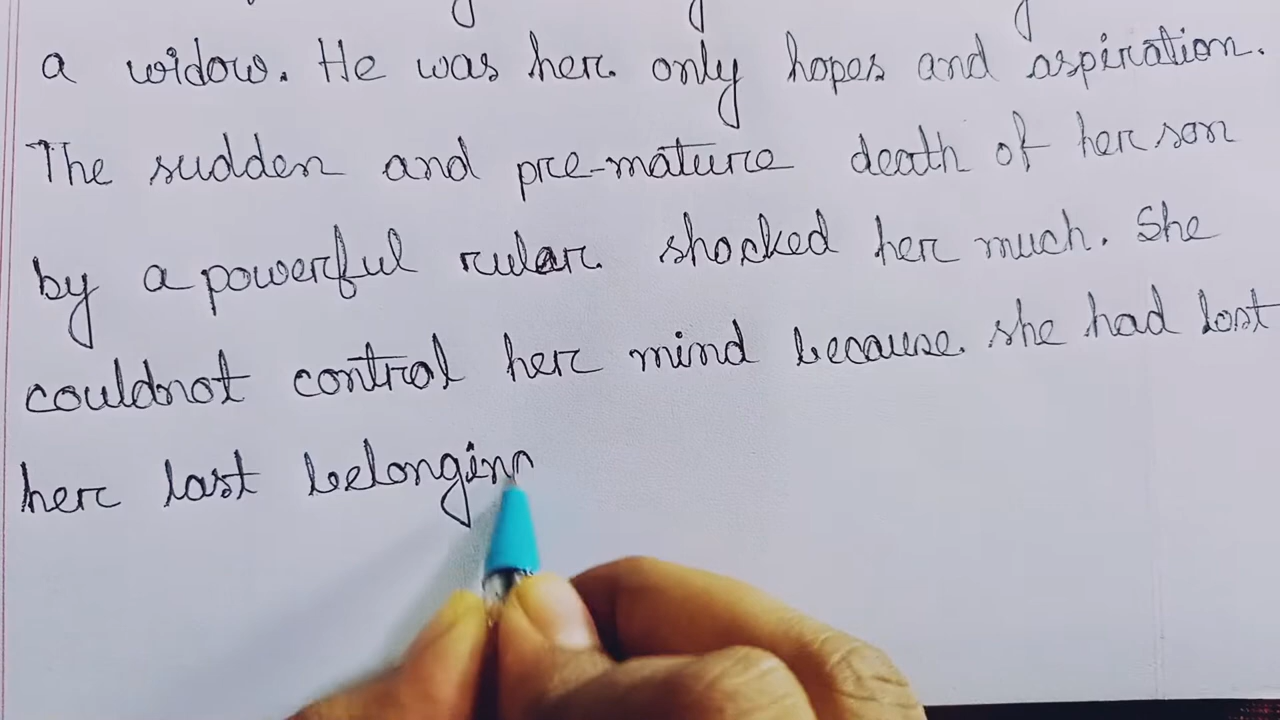 a widow. He was her only hopes and aspiration.
The sudden and pre-mature death of her son
by a powerful rular shocked her much. She
couldnot control her mind because she had lost
her last belongin